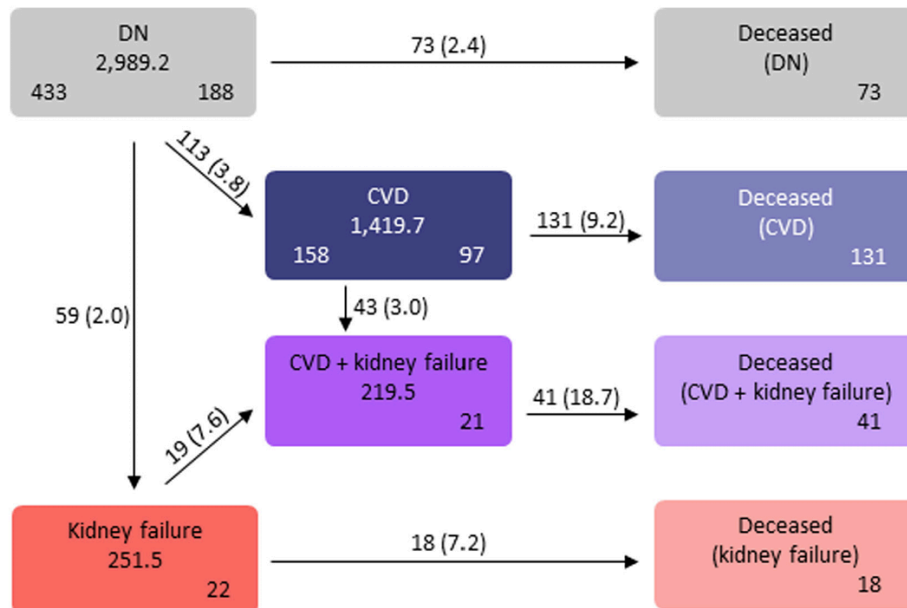 DN
2,989.2
433 188
73 (2.4)
Deceased
(DN)
73
113 (3.8)
CVD
1,419.7
158 97
131 (9.2)
Deceased
(CVD)
131
59 (2.0)
43 (3.0)
CVD + kidney failure
219.5
21
41 (18.7)
Deceased
(CVD + kidney failure)
41
19 (7.6)
Kidney failure
251.5
22
18 (7.2)
Deceased
(kidney failure)
18